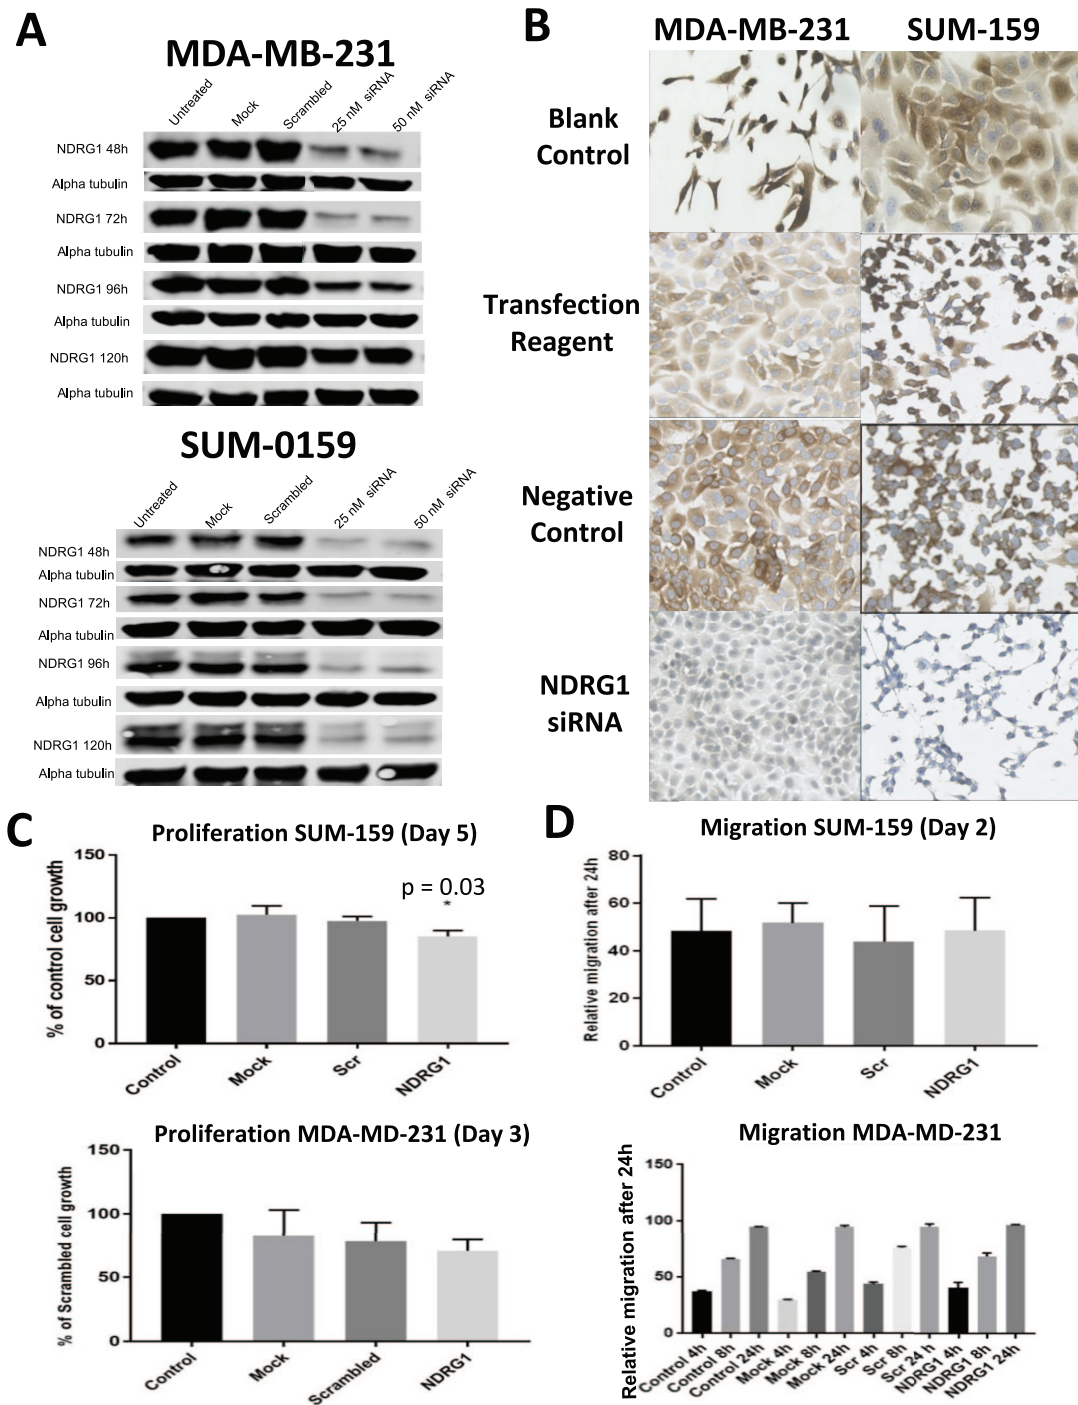 A
MDA-MB-231
Untreated
Mock
Scrambled
25 nM siRNA
50 nM siRNA
NDRG1 48h
Alpha tubulin
NDRG1 72h
Alpha tubulin
NDRG1 96h
Alpha tubulin
NDRG1 120h
Alpha tubulin
SUM-0159
Untreated
Mock
Scrambled
25 nM siRNA
50 nM siRNA
NDRG1 48h
Alpha tubulin
NDRG1 72h
Alpha tubulin
NDRG1 96h
Alpha tubulin
NDRG1 120h
Alpha tubulin
B
MDA-MB-231
SUM-159
Blank
Control
Transfection
Reagent
Negative
Control
NDRG1
siRNA
C
Proliferation SUM-159 (Day 5)
% of control cell growth
150
100
50
0
p = 0.03
*
Control
Mock
Scr
NDRG1
Proliferation MDA-MD-231 (Day 3)
% of Scrambled cell growth
150
100
50
0
Control
Mock
Scrambled
NDRG1
D
Migration SUM-159 (Day 2)
Relative migration after 24h
80
60
40
20
0
Control
Mock
Scr
NDRG1
Migration MDA-MD-231
Relative migration after 24h
150
100
50
0
Control 4h
Control 8h
Control 24h
Mock 4h
Mock 8h
Mock 24h
Scr 4h
Scr 8h
Scr 24 h
NDRG1 4h
NDRG1 8h
NDRG1 24h